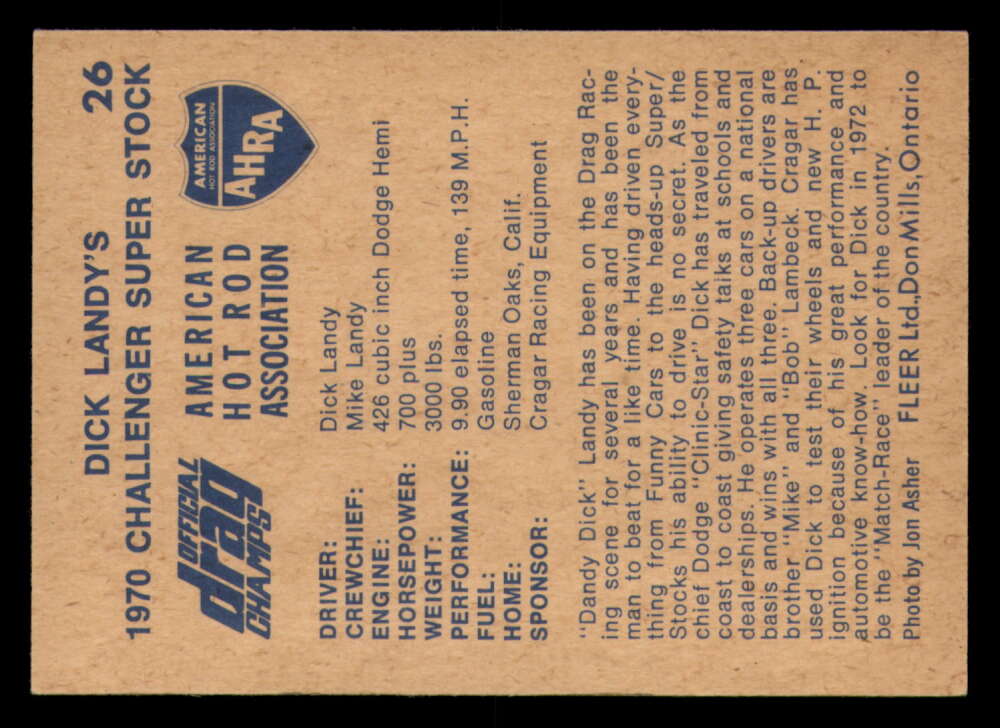 DICK LANDY'S 26
1970 CHALLENGER SUPER STOCK
OFFICIAL
drag
CHAMPS
AMERICAN
HOT ROD
ASSOCIATION
AMERICAN
HOT ROD ASSOCIATION
AHRA
DRIVER: Dick Landy
CREWCHIEF: Mike Landy
ENGINE: 426 cubic inch Dodge Hemi
HORSEPOWER: 700 plus
WEIGHT: 3000 lbs.
PERFORMANCE: 9.90 elapsed time, 139 M.P.H.
FUEL: Gasoline
HOME: Sherman Oaks, Calif.
SPONSOR: Cragar Racing Equipment
"Dandy Dick" Landy has been on the Drag Rac-
ing scene for several years and has been the
man to beat for a like time. Having driven every-
thing from Funny Cars to the heads-up Super/
Stocks his ability to drive is no secret. As the
chief Dodge "Clinic-Star" Dick has traveled from
coast to coast giving safety talks at schools and
dealerships. He operates three cars on a national
basis and wins with all three. Back-up drivers are
brother "Mike" and "Bob" Lambeck. Cragar has
used Dick to test their wheels and new H. P.
ignition because of his great performance and
automotive know-how. Look for Dick in 1972 to
be the "Match-Race" leader of the country.
Photo by Jon Asher FLEER Ltd., Don Mills, Ontario